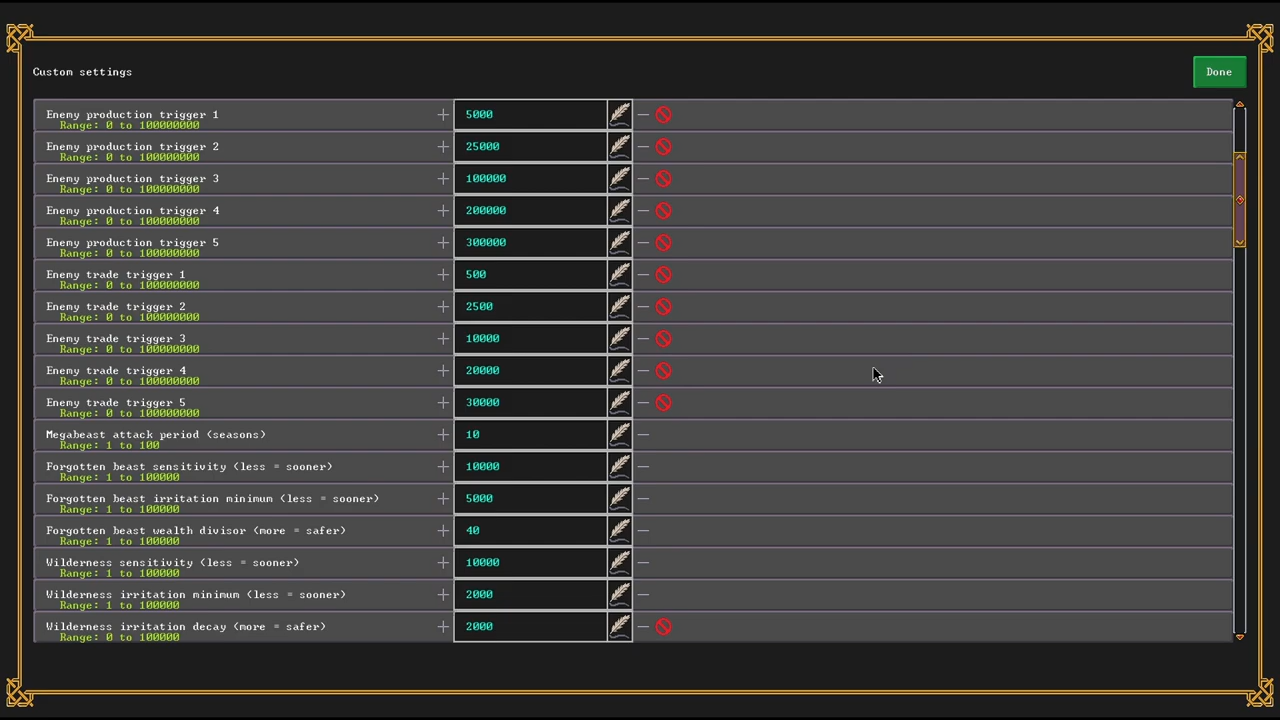 Custom settings
Done
Enemy production trigger 1
5000
Range: 0 to 100000000
Enemy production trigger 2
25000
Range: 0 to 100000000
Enemy production trigger 3
100000
Range: 0 to 100000000
Enemy production trigger 4
200000
Range: 0 to 100000000
Enemy production trigger 5
300000
Range: 0 to 100000000
Enemy trade trigger 1
500
Range: 0 to 100000000
Enemy trade trigger 2
2500
Range: 0 to 100000000
Enemy trade trigger 3
10000
Range: 0 to 100000000
Enemy trade trigger 4
20000
Range: 0 to 100000000
Enemy trade trigger 5
30000
Range: 0 to 100000000
Megabeast attack period (seasons)
10
Range: 1 to 100
Forgotten beast sensitivity (less = sooner)
10000
Range: 1 to 100000
Forgotten beast irritation minimum (less = sooner)
5000
Range: 1 to 100000
Forgotten beast wealth divisor (more = safer)
40
Range: 1 to 100000
Wilderness sensitivity (less = sooner)
10000
Range: 1 to 100000
Wilderness irritation minimum (less = sooner)
2000
Range: 1 to 100000
Wilderness irritation decay (more = safer)
2000
Range: 0 to 100000